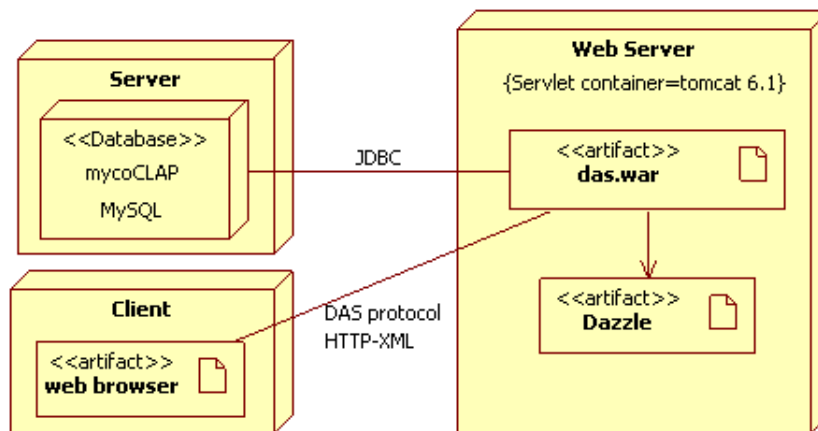 Server
<<Database>>
mycoCLAP
MySQL
JDBC
Web Server
{Servlet container=tomcat 6.1}
<<artifact>>
das.war
<<artifact>>
Dazzle
Client
<<artifact>>
web browser
DAS protocol
HTTP-XML